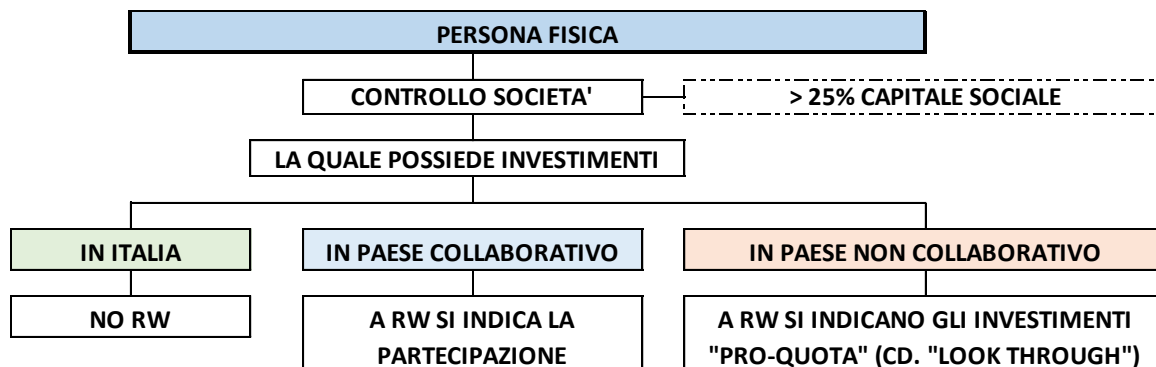 PERSONA FISICA
CONTROLLO SOCIETA'
> 25% CAPITALE SOCIALE
LA QUALE POSSIEDE INVESTIMENTI
IN ITALIA
IN PAESE COLLABORATIVO
IN PAESE NON COLLABORATIVO
NO RW
A RW SI INDICA LA
PARTECIPAZIONE
A RW SI INDICANO GLI INVESTIMENTI
"PRO-QUOTA" (CD. "LOOK THROUGH")